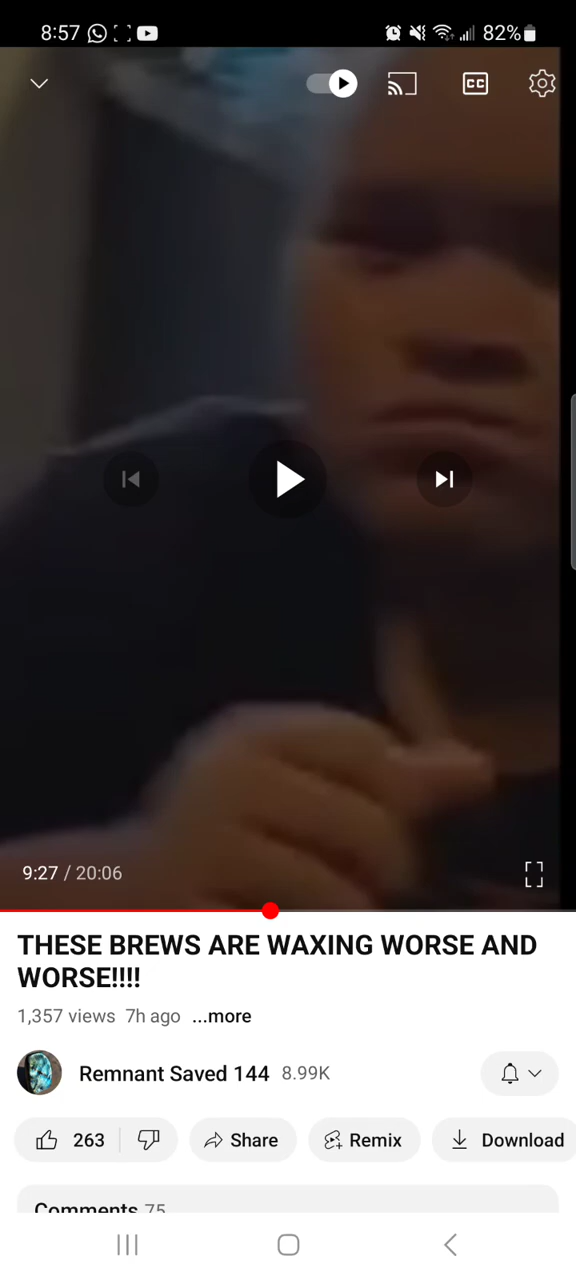 8:57 82%
CC
9:27 / 20:06
THESE BREWS ARE WAXING WORSE AND
WORSE!!!!
1,357 views 7h ago ...more
Remnant Saved 144 8.99K
263 Share Remix Download
Comments 75